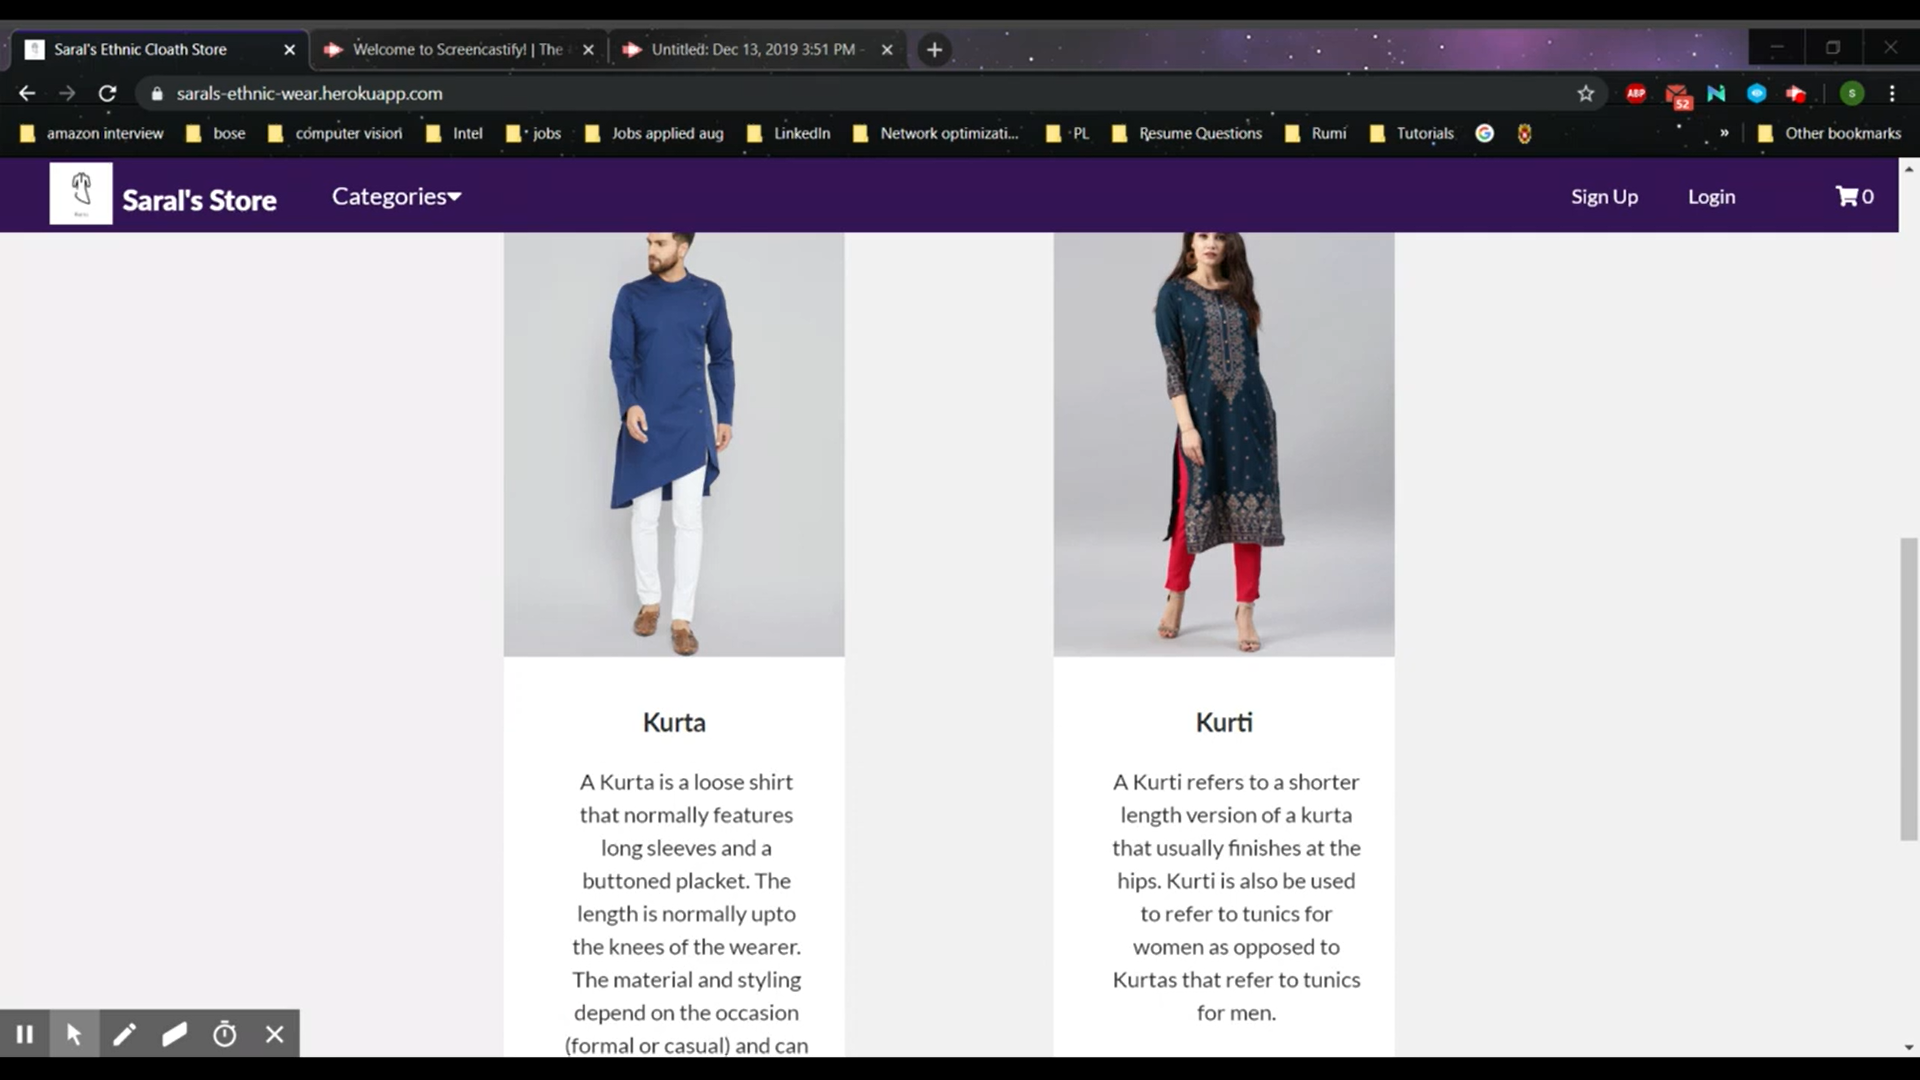 Saral's Ethnic Cloath Store
Welcome to Screencastify! | The
Untitled: Dec 13, 2019 3:51 PM -
sarals-ethnic-wear.herokuapp.com
ABP
52
S
amazon interview
bose
computer vision
Intel
jobs
Jobs applied aug
LinkedIn
Network optimizati...
PL
Resume Questions
Rumi
Tutorials
»
Other bookmarks
Saral's Store
Categories
Sign Up
Login
0
Kurta
A Kurta is a loose shirt
that normally features
long sleeves and a
buttoned placket. The
length is normally upto
the knees of the wearer.
The material and styling
depend on the occasion
(formal or casual) and can
Kurti
A Kurti refers to a shorter
length version of a kurta
that usually finishes at the
hips. Kurti is also be used
to refer to tunics for
women as opposed to
Kurtas that refer to tunics
for men.